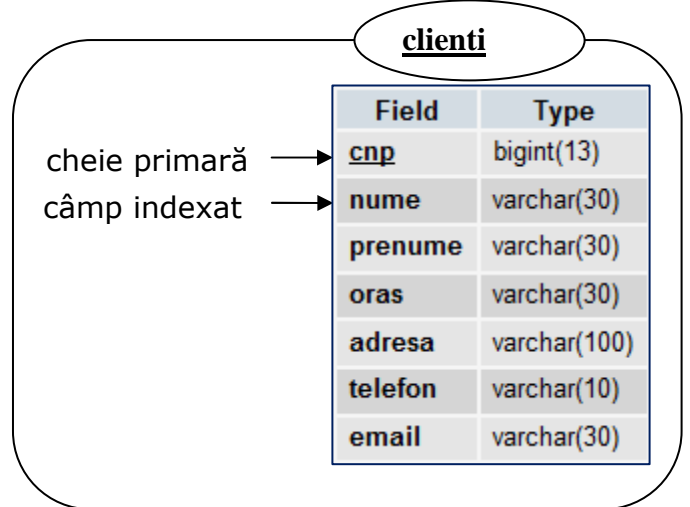 clienti
Field Type
cheie primară cnp bigint(13)
câmp indexat nume varchar(30)
prenume varchar(30)
oras varchar(30)
adresa varchar(100)
telefon varchar(10)
email varchar(30)